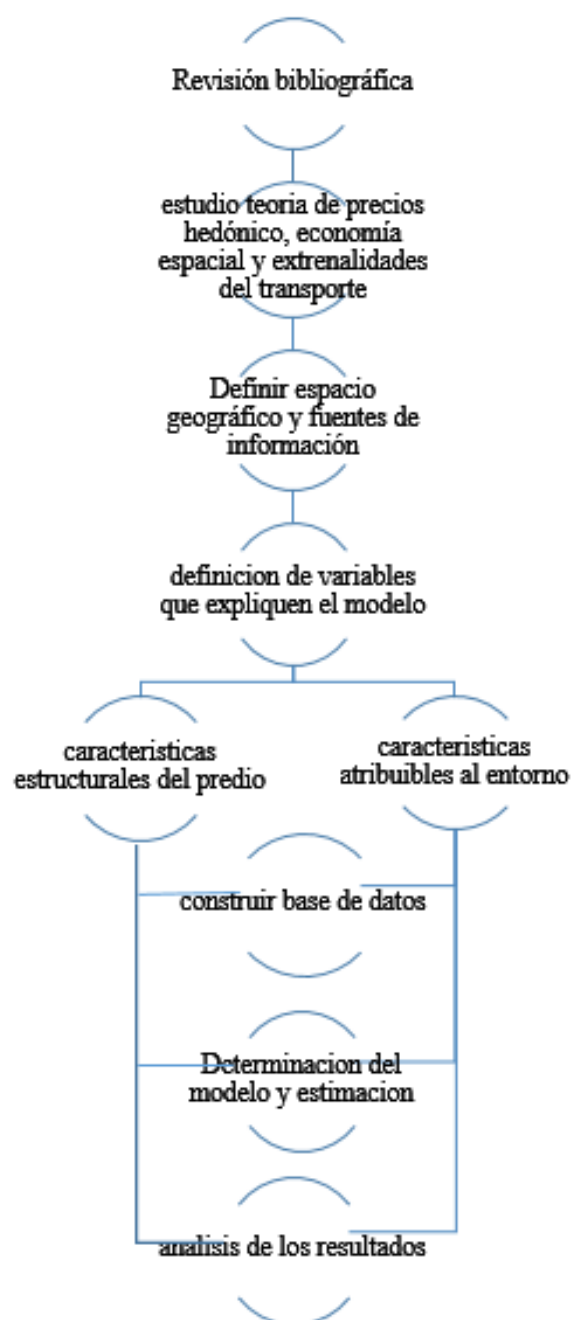 Revisión bibliográfica
estudio teoria de precios
hedónico, economía
espacial y extrenalidades
del transporte
Definir espacio
geográfico y fuentes de
información
definicion de variables
que expliquen el modelo
caracteristicas
estructurales del predio
caracteristicas
atribuibles al entorno
construir base de datos
Determinacion del
modelo y estimacion
analisis de los resultados